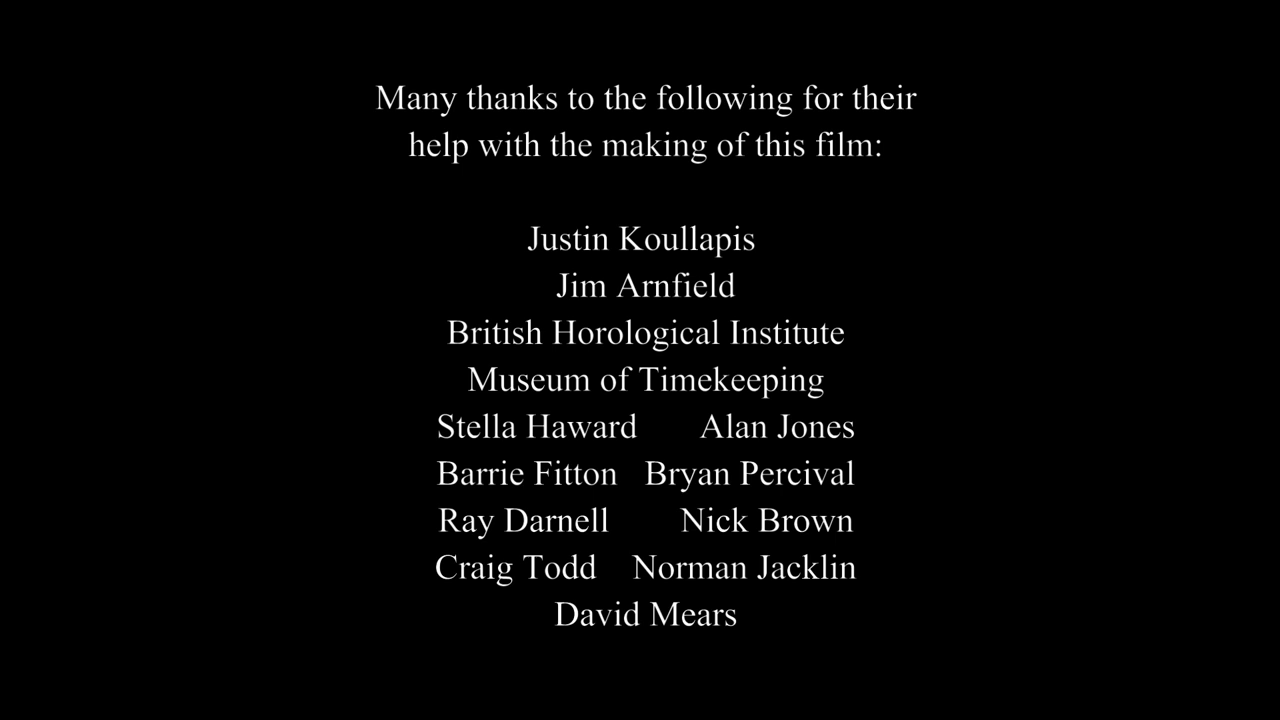 Many thanks to the following for their
help with the making of this film:
Justin Koullapis
Jim Arnfield
British Horological Institute
Museum of Timekeeping
Stella Haward Alan Jones
Barrie Fitton Bryan Percival
Ray Darnell Nick Brown
Craig Todd Norman Jacklin
David Mears